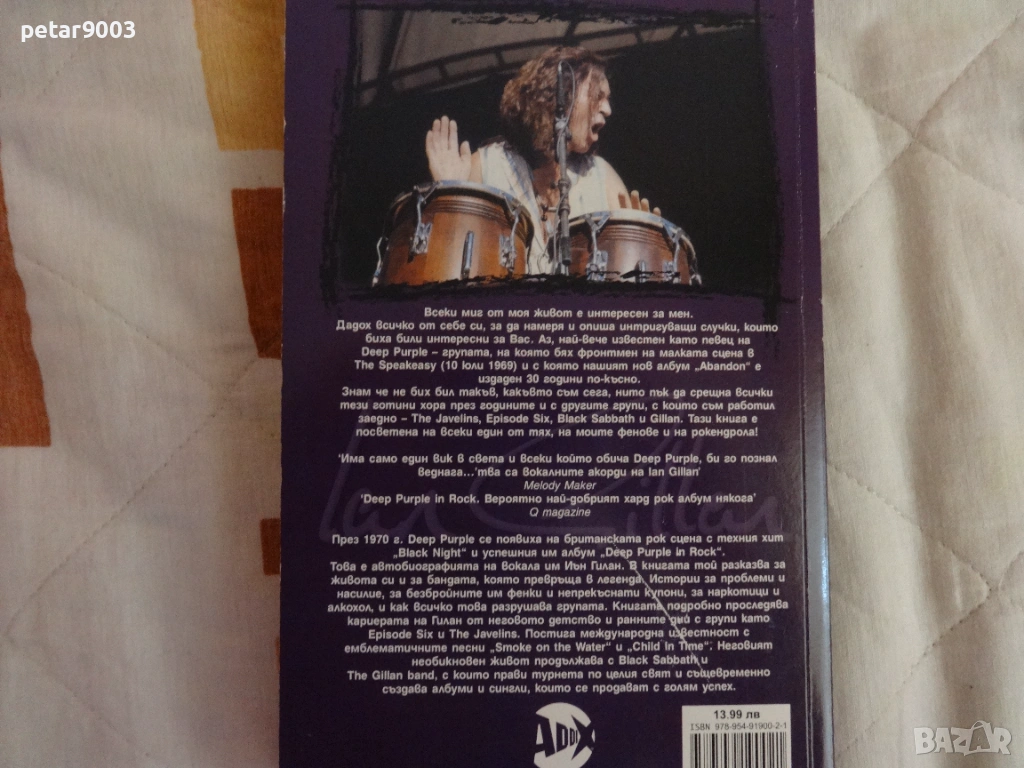 petar9003
Всеки миг от моя живот е интересен за мен.
Дадох всичко от себе си, за да намеря и опиша интригуващи случки, които
биха били интересни за Вас. Аз, най-вече известен като певец на
Deep Purple – групата, на която бях фронтмен на малката сцена в
The Speakeasy (10 юли 1969) и с която нашият нов албум „Abandon“ е
издаден 30 години по-късно.
Знам че не бих бил такъв, какъвто съм сега, нито пък да срещна всички
тези готини хора през годините и с другите групи, с които съм работил
заедно – The Javelins, Episode Six, Black Sabbath и Gillan. Тази книга е
посветена на всеки един от тях, на моите фенове и на рокендрола!
'Има само един вик в света и всеки който обича Deep Purple, би го познал
веднага...'тва са вокалните акорди на Ian Gillan'
Melody Maker
'Deep Purple in Rock. Вероятно най-добрият хард рок албум някога'
Q magazine
Ian Gillan
През 1970 г. Deep Purple се появиха на британската рок сцена с техния хит
„Black Night“ и успешния им албум „Deep Purple in Rock“.
Това е автобиографията на вокала им Иън Гилан. В книгата той разказва за
живота си и за бандата, която превръща в легенда. Истории за проблеми и
насилие, за безбройните им фенки и непрекъснати купони, за наркотици и
алкохол, и как всичко това разрушава групата. Книгата подробно проследява
кариерата на Гилан от неговото детство и ранните дни с групи като
Episode Six и The Javelins. Постига международна известност с
емблематичните песни „Smoke on the Water“ и „Child in Time“. Неговият
необикновен живот продължава с Black Sabbath и
The Gillan band, с които прави турнета по целия свят и същевременно
създава албуми и сингли, които се продават с голям успех.
ADDIX
13.99 лв
ISBN 978-954-91900-2-1
BAZAR